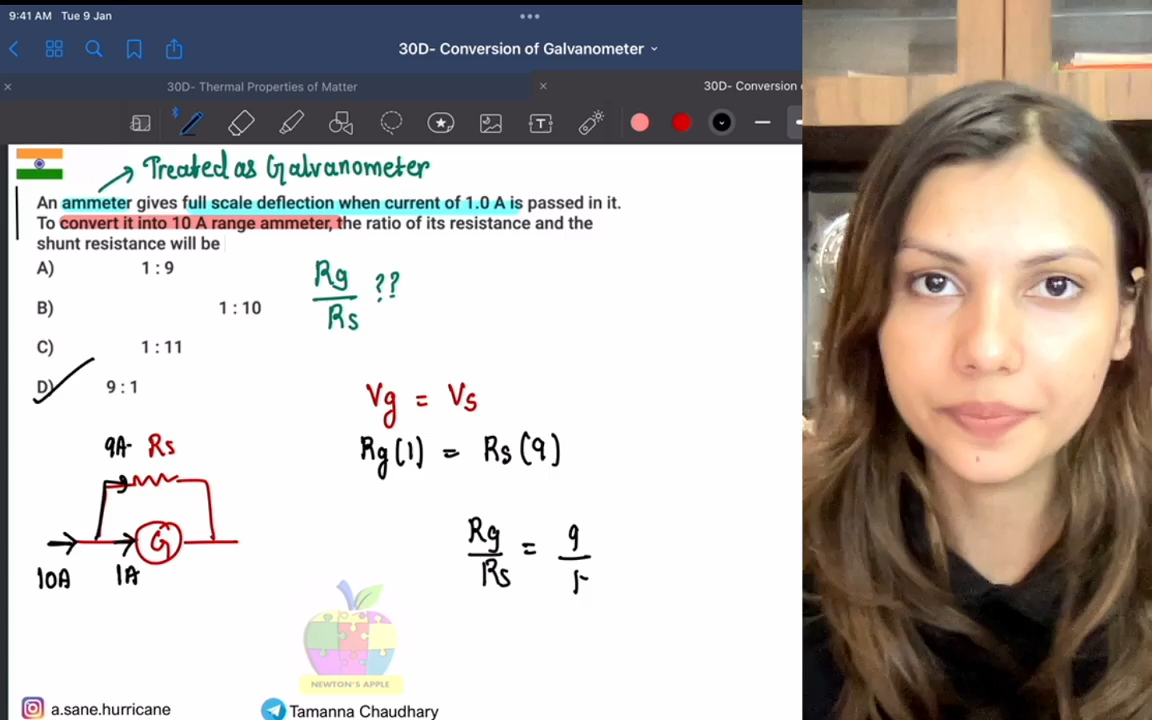 9:41 AM Tue 9 Jan
30D- Conversion of Galvanometer
30D- Thermal Properties of Matter
30D- Conversion
Treated as Galvanometer
An ammeter gives full scale deflection when current of 1.0 A is passed in it.
To convert it into 10 A range ammeter, the ratio of its resistance and the
shunt resistance will be
A) 1 : 9
B) 1 : 10
C) 1 : 11
D) 9 : 1
Rg
Rs
??
Vg = Vs
Rg(1) = Rs(9)
9A Rs
G
10A 1A
Rg = 9
Rs
NEWTON'S APPLE
a.sane.hurricane
Tamanna Chaudhary